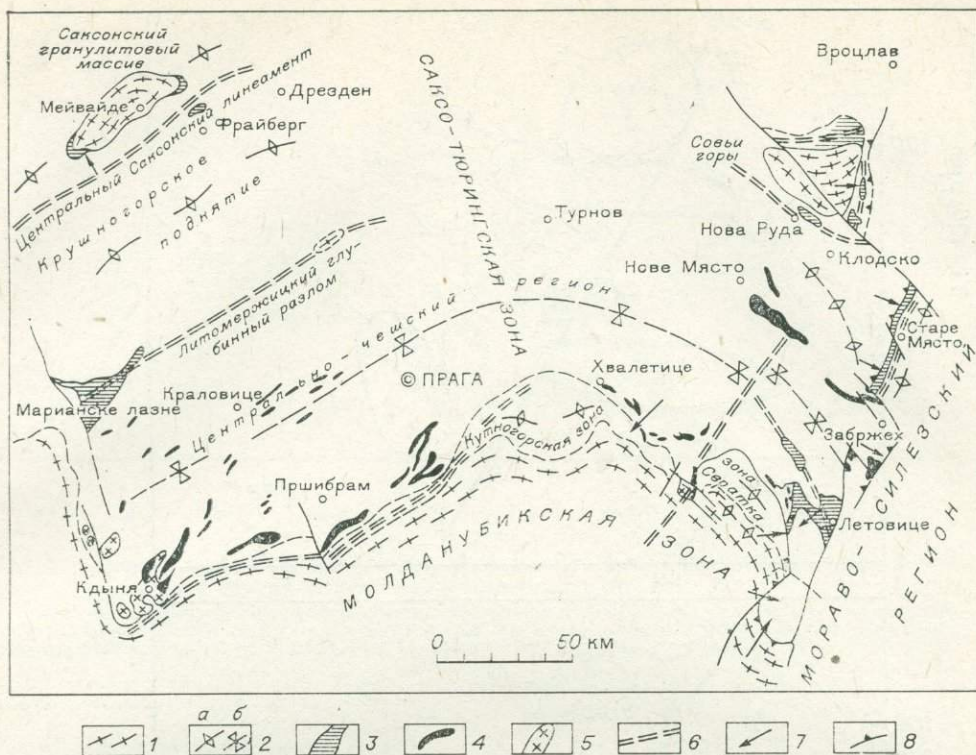 Саксонский
гранулитовый
массив
Мейвайде
Дрезден
Фрайберг
Центральный Саксонский линеамент
Крушногорское
поднятие
САКСО-ТЮРИНГСКАЯ ЗОНА
Вроцлав
Совьи
горы
Турнов
Нова Руда
Клодско
Нове Място
Старе
Място
Литомержицкий глу-
бинный разлом
Центрально-чешский регион
ПРАГА
Хвалетице
Марианске лазне
Краловице
Кутногорская зона
Забржех
зона
Свратка
Пршибрам
Летовице
Кдыня
МОЛДАНУБИКСКАЯ ЗОНА
МОРАВО-СИЛЕЗСКИЙ
РЕГИОН
0 50 км
а б
1 2 3 4 5 6 7 8